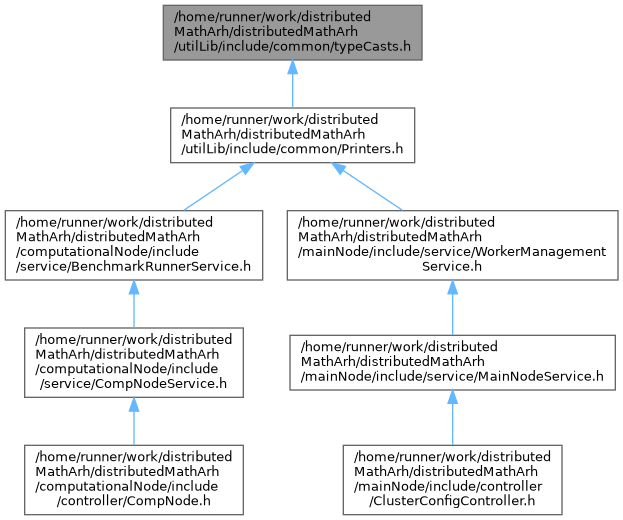 /home/runner/work/distributed
MathArh/distributedMathArh
/utilLib/include/common/typeCasts.h
/home/runner/work/distributed
MathArh/distributedMathArh
/utilLib/include/common/Printers.h
/home/runner/work/distributed
MathArh/distributedMathArh
/computationalNode/include
/service/BenchmarkRunnerService.h
/home/runner/work/distributed
MathArh/distributedMathArh
/mainNode/include/service/WorkerManagement
Service.h
/home/runner/work/distributed
MathArh/distributedMathArh
/computationalNode/include
/service/CompNodeService.h
/home/runner/work/distributed
MathArh/distributedMathArh
/mainNode/include/service/MainNodeService.h
/home/runner/work/distributed
MathArh/distributedMathArh
/computationalNode/include
/controller/CompNode.h
/home/runner/work/distributed
MathArh/distributedMathArh
/mainNode/include/controller
/ClusterConfigController.h